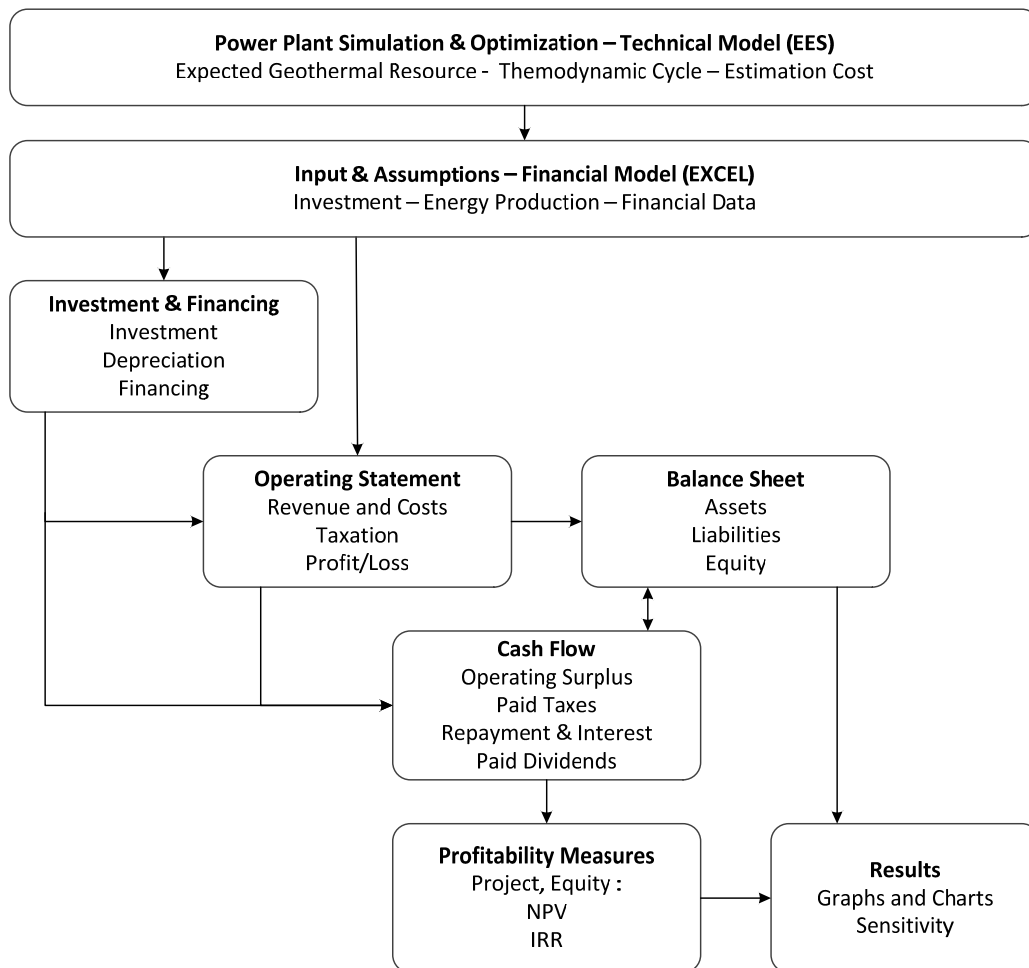 Power Plant Simulation & Optimization – Technical Model (EES)
Expected Geothermal Resource - Themodynamic Cycle – Estimation Cost
Input & Assumptions – Financial Model (EXCEL)
Investment – Energy Production – Financial Data
Investment & Financing
Investment
Depreciation
Financing
Operating Statement
Revenue and Costs
Taxation
Profit/Loss
Balance Sheet
Assets
Liabilities
Equity
Cash Flow
Operating Surplus
Paid Taxes
Repayment & Interest
Paid Dividends
Profitability Measures
Project, Equity :
NPV
IRR
Results
Graphs and Charts
Sensitivity